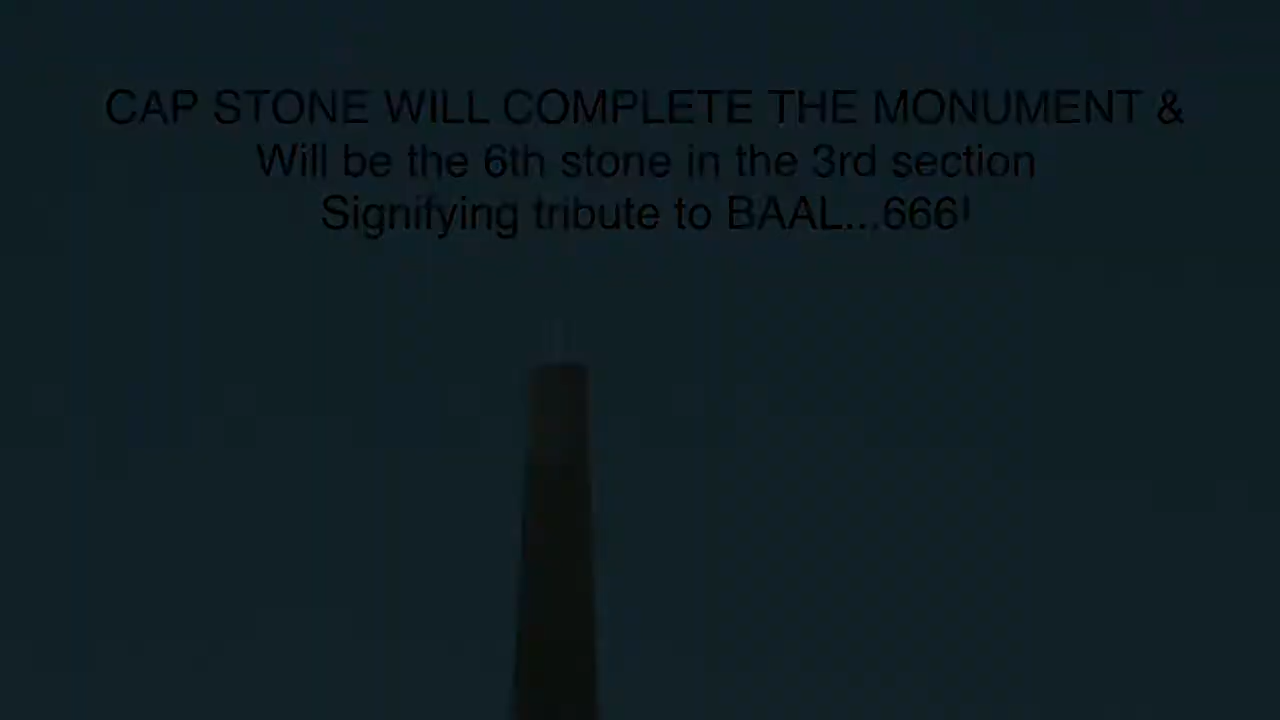 CAP STONE WILL COMPLETE THE MONUMENT &
Will be the 6th stone in the 3rd section
Signifying tribute to BAAL...666!